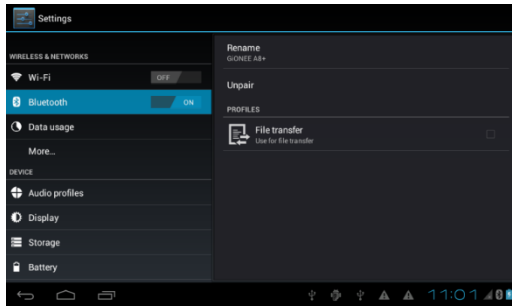 Settings
WIRELESS & NETWORKS
Wi-Fi
OFF
Bluetooth
ON
Data usage
More...
DEVICE
Audio profiles
Display
Storage
Battery
Rename
GiONEE A8+
Unpair
PROFILES
File transfer
Use for file transfer
11:01